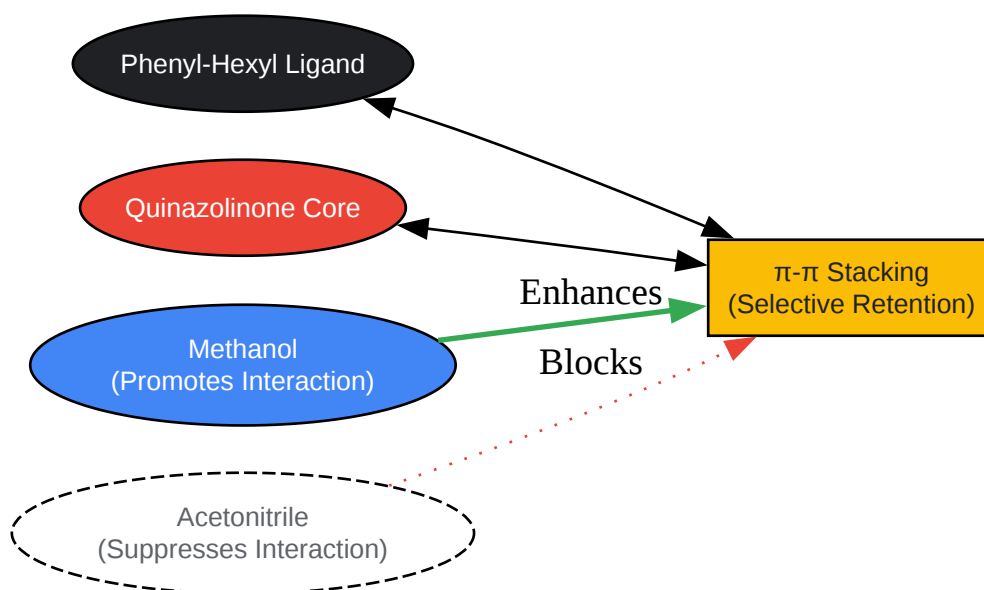 Phenyl-Hexyl Ligand
Quinazolinone Core
π-π Stacking
(Selective Retention)
Enhances
Methanol
(Promotes Interaction)
Blocks
Acetonitrile
(Suppresses Interaction)